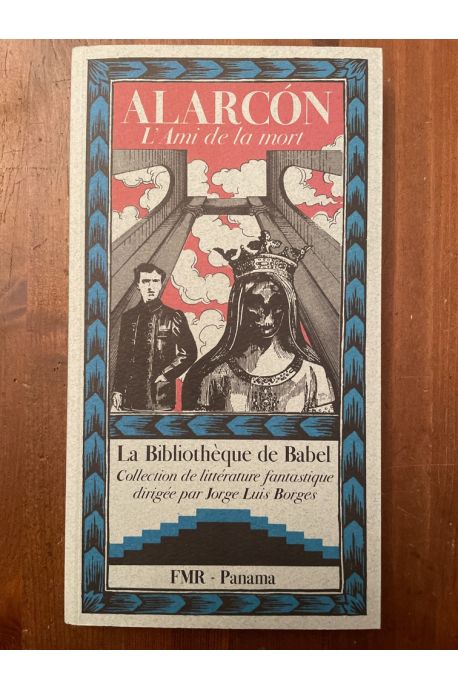 ALARCÓN
L'Ami de la mort
La Bibliothèque de Babel
Collection de littérature fantastique
dirigée par Jorge Luis Borges
FMR - Panama